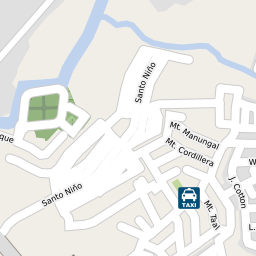 Santo Niño
Mt. Manungal
Mt. Cordillera
que
Santo Niño
TAXI
Mt. Taal
J. Cotton
W
L.